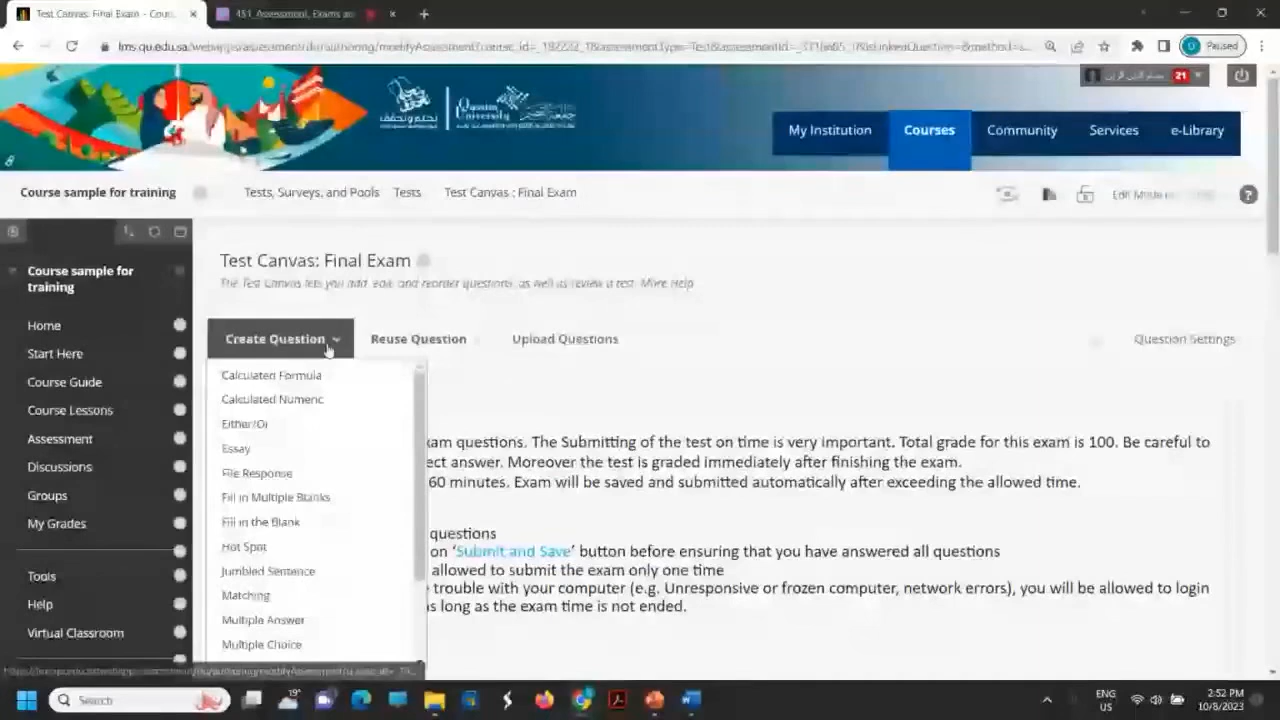 Test Canvas: Final Exam - Cour
451_Assessment, Exams an
Paused
21
تعلم وتحقق
Qassim
University
My Institution
Courses
Community
Services
e-Library
Course sample for training
Tests, Surveys, and Pools
Tests
Test Canvas : Final Exam
Edit Mode
Course sample for
training
Home
Start Here
Course Guide
Course Lessons
Assessment
Discussions
Groups
My Grades
Tools
Help
Virtual Classroom
Test Canvas: Final Exam
The Test Canvas lets you add, edit, and reorder questions, as well as review a test. More Help
Create Question
Reuse Question
Upload Questions
Question Settings
Calculated Formula
Calculated Numeric
Either/Or
Essay
File Response
Fill in Multiple Blanks
Fill in the Blank
Hot Spot
Jumbled Sentence
Matching
Multiple Answer
Multiple Choice
xam questions. The Submitting of the test on time is very important. Total grade for this exam is 100. Be careful to
ect answer. Moreover the test is graded immediately after finishing the exam.
60 minutes. Exam will be saved and submitted automatically after exceeding the allowed time.
questions
on ‘Submit and Save’ button before ensuring that you have answered all questions
allowed to submit the exam only one time
trouble with your computer (e.g. Unresponsive or frozen computer, network errors), you will be allowed to login
as long as the exam time is not ended.
Search
19°
ENG
US
2:52 PM
10/8/2023